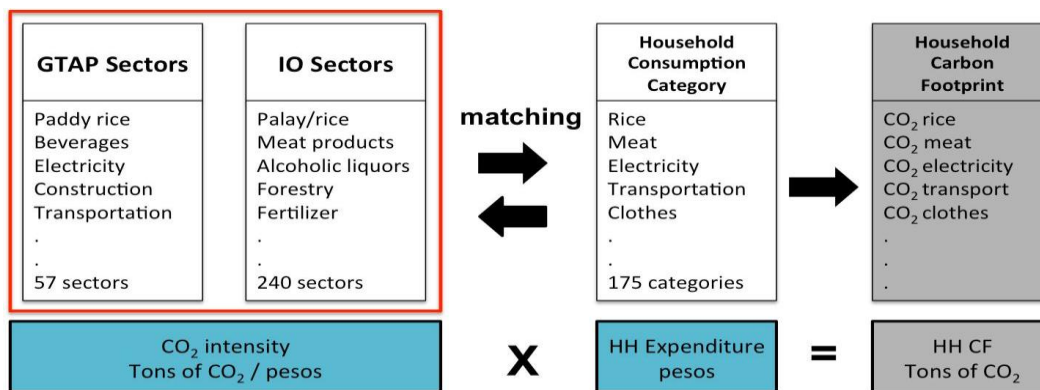 GTAP Sectors
Paddy rice
Beverages
Electricity
Construction
Transportation
.
.
57 sectors
IO Sectors
Palay/rice
Meat products
Alcoholic liquors
Forestry
Fertilizer
.
.
240 sectors
matching
Household
Consumption
Category
Rice
Meat
Electricity
Transportation
Clothes
.
.
175 categories
Household
Carbon
Footprint
CO₂ rice
CO₂ meat
CO₂ electricity
CO₂ transport
CO₂ clothes
.
.
.
CO₂ intensity
Tons of CO₂ / pesos
X
HH Expenditure
pesos
=
HH CF
Tons of CO₂